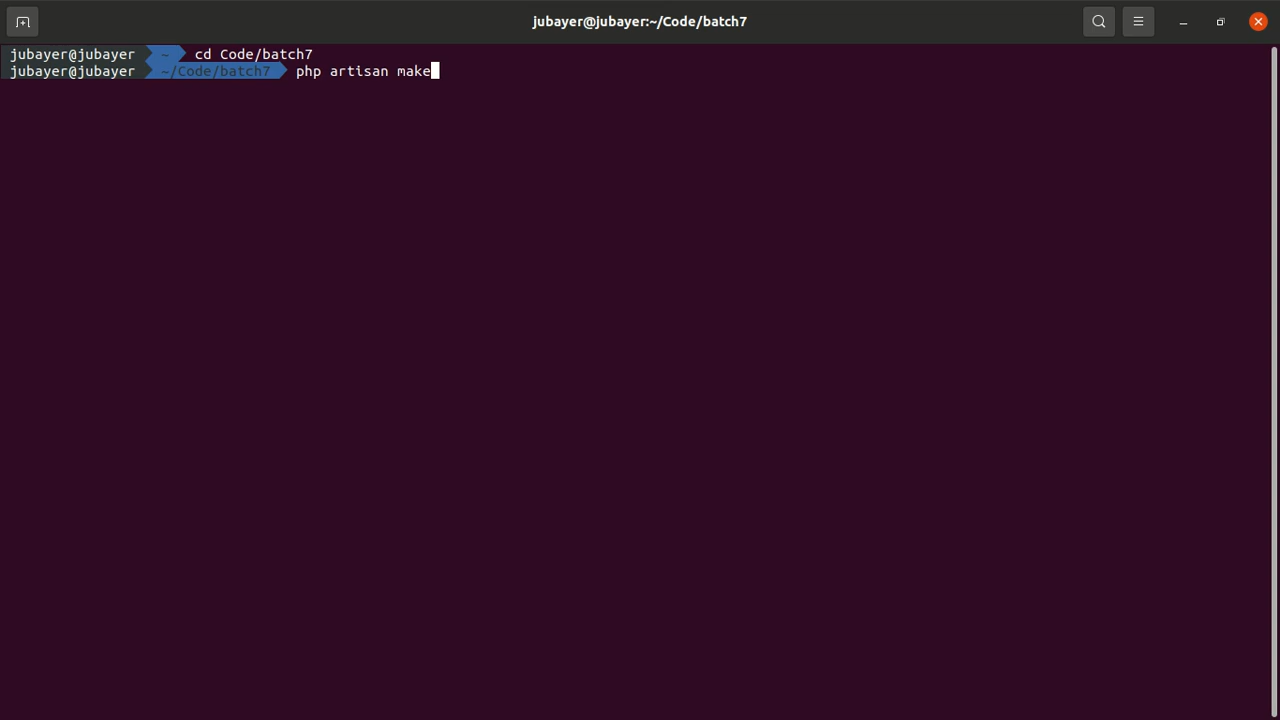 jubayer@jubayer:~/Code/batch7
jubayer@jubayer ~ cd Code/batch7
jubayer@jubayer ~/Code/batch7 php artisan make